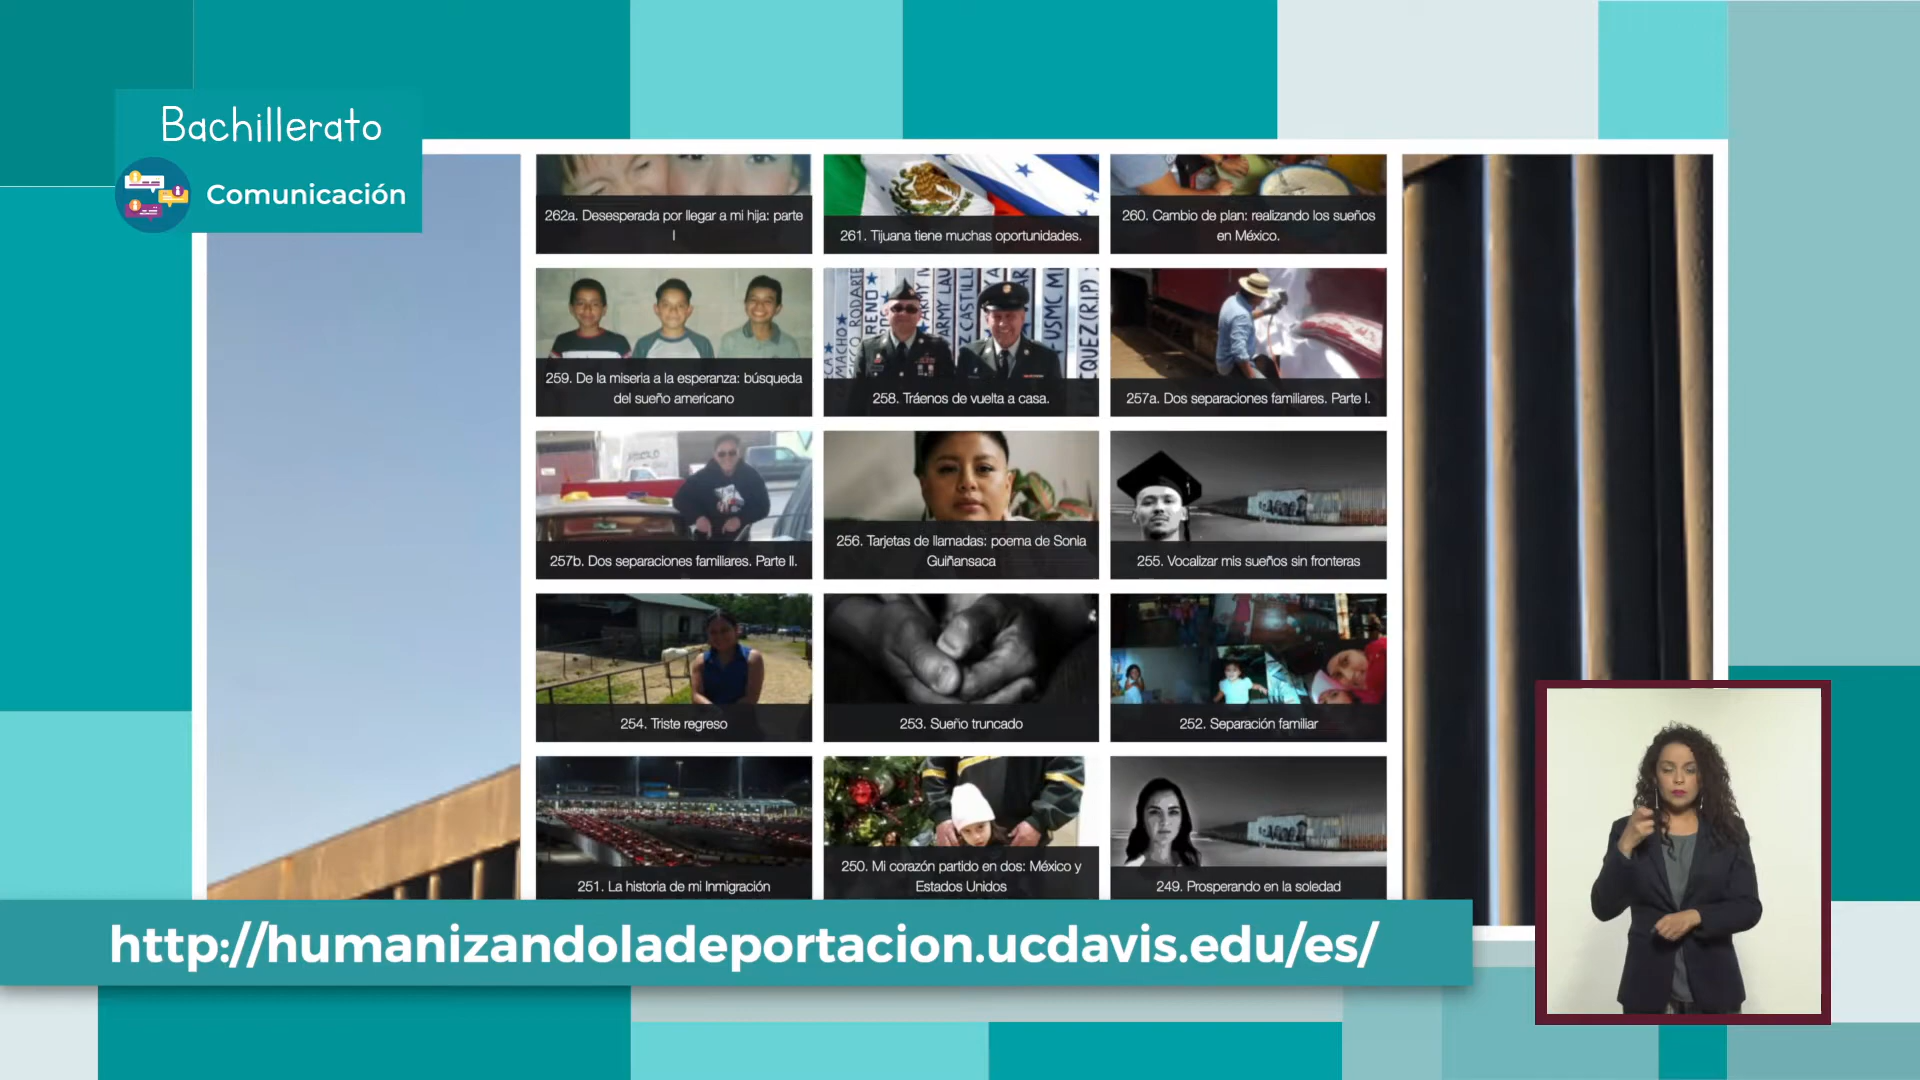 Bachillerato
Comunicación
262a. Desesperada por llegar a mi hija: parte
I
261. Tijuana tiene muchas oportunidades.
260. Cambio de plan: realizando los sueños
en México.
259. De la miseria a la esperanza: búsqueda
del sueño americano
258. Tráenos de vuelta a casa.
257a. Dos separaciones familiares. Parte I.
257b. Dos separaciones familiares. Parte II.
256. Tarjetas de llamadas: poema de Sonia
Guiñansaca
255. Vocalizar mis sueños sin fronteras
254. Triste regreso
253. Sueño truncado
252. Separación familiar
251. La historia de mi Inmigración
250. Mi corazón partido en dos: México y
Estados Unidos
249. Prosperando en la soledad
http://humanizandoladeportacion.ucdavis.edu/es/